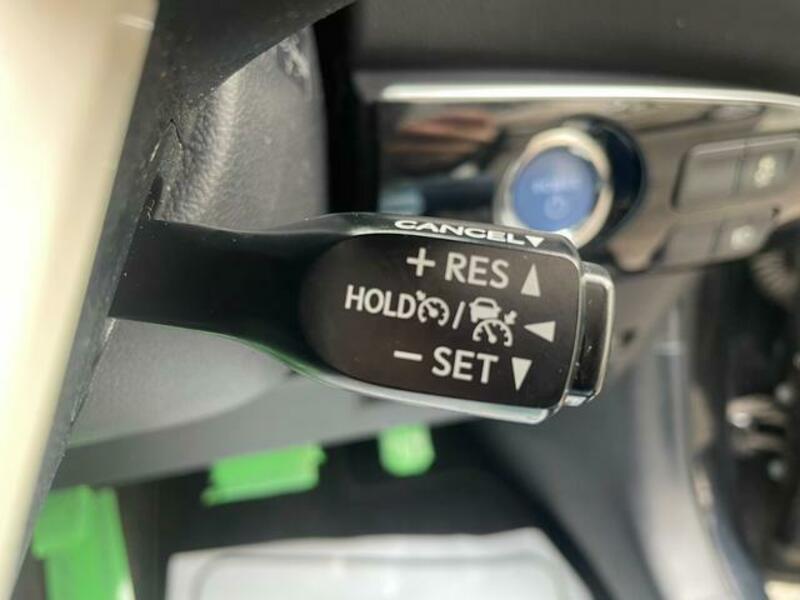 CANCEL▼
+ RES ▲
HOLD / ◀
− SET ▼